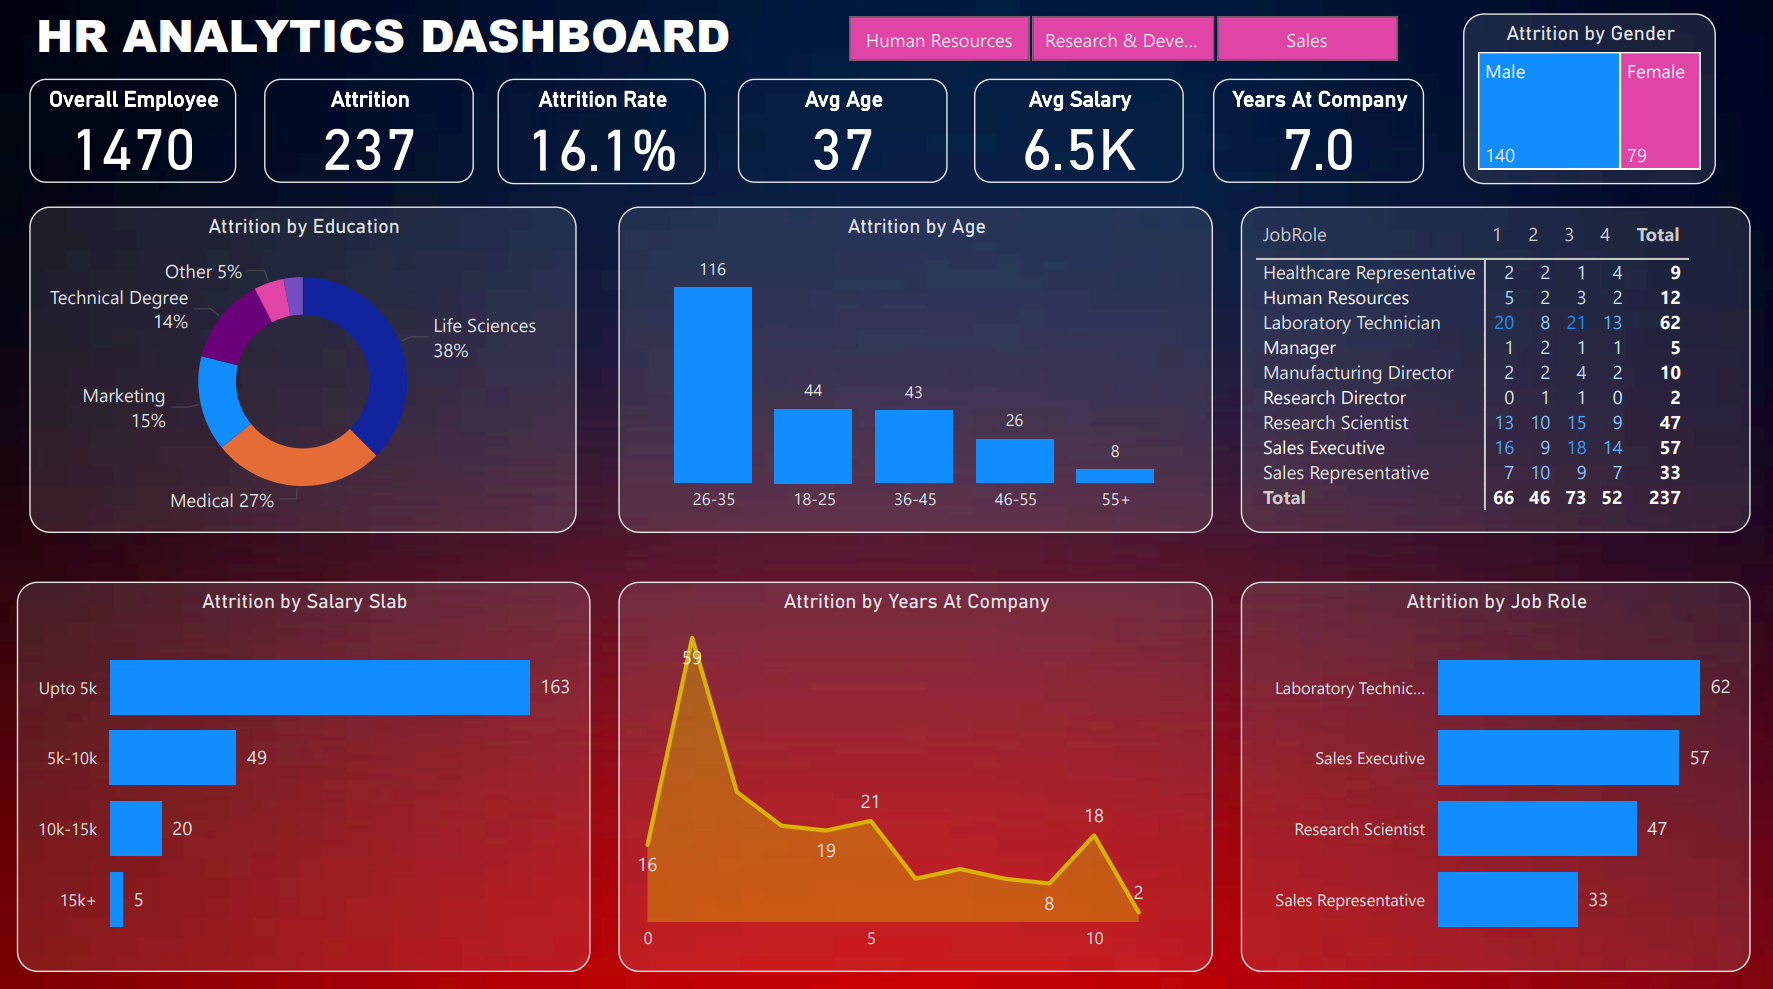 HR ANALYTICS DASHBOARD
Human Resources
Research & Deve...
Sales
Attrition by Gender
Male
Female
140
79
Overall Employee
1470
Attrition
237
Attrition Rate
16.1%
Avg Age
37
Avg Salary
6.5K
Years At Company
7.0
Attrition by Education
Other 5%
Technical Degree
14%
Life Sciences
38%
Marketing
15%
Medical 27%
Attrition by Age
116
44
43
26
8
26-35 18-25 36-45 46-55 55+
JobRole 1 2 3 4 Total
Healthcare Representative 2 2 1 4 9
Human Resources 5 2 3 2 12
Laboratory Technician 20 8 21 13 62
Manager 1 2 1 1 5
Manufacturing Director 2 2 4 2 10
Research Director 0 1 1 0 2
Research Scientist 13 10 15 9 47
Sales Executive 16 9 18 14 57
Sales Representative 7 10 9 7 33
Total 66 46 73 52 237
Attrition by Salary Slab
Upto 5k 163
5k-10k 49
10k-15k 20
15k+ 5
Attrition by Years At Company
59
21
18
19
16
8
2
0 5 10
Attrition by Job Role
Laboratory Technic... 62
Sales Executive 57
Research Scientist 47
Sales Representative 33